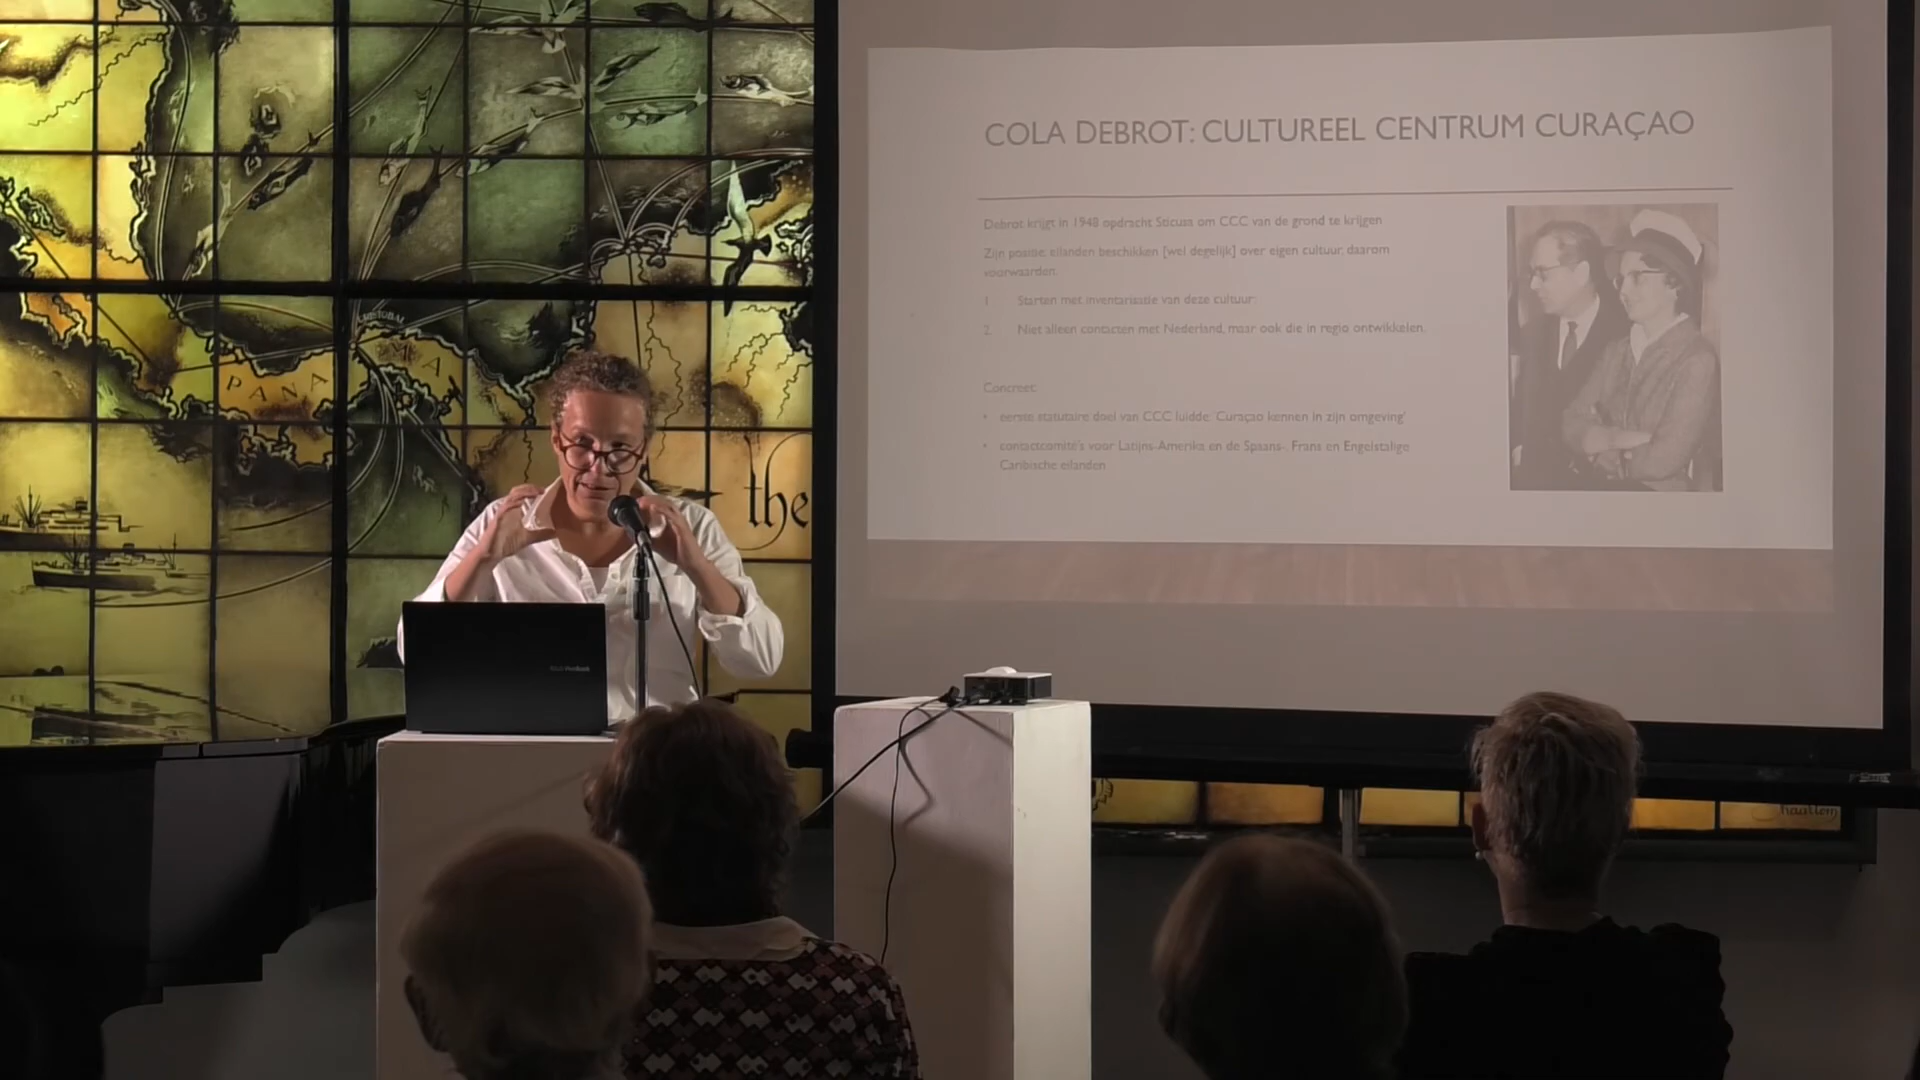 CRISTOBAL
PANAMA
the
haarlem
COLA DEBROT: CULTUREEL CENTRUM CURAÇAO
Debrot krijgt in 1948 opdracht Sticusa om CCC van de grond te krijgen
Zijn positie: eilanden beschikken [wel degelijk] over eigen cultuur, daarom
voorwaarden:
1 Starten met inventarisatie van deze cultuur;
2. Niet alleen contacten met Nederland, maar ook die in regio ontwikkelen.
Concreet:
• eerste statutaire doel van CCC luidde: 'Curaçao kennen in zijn omgeving'
• contactcomité's voor Latijns-Amerika en de Spaans-, Frans en Engelstalige
Caribische eilanden